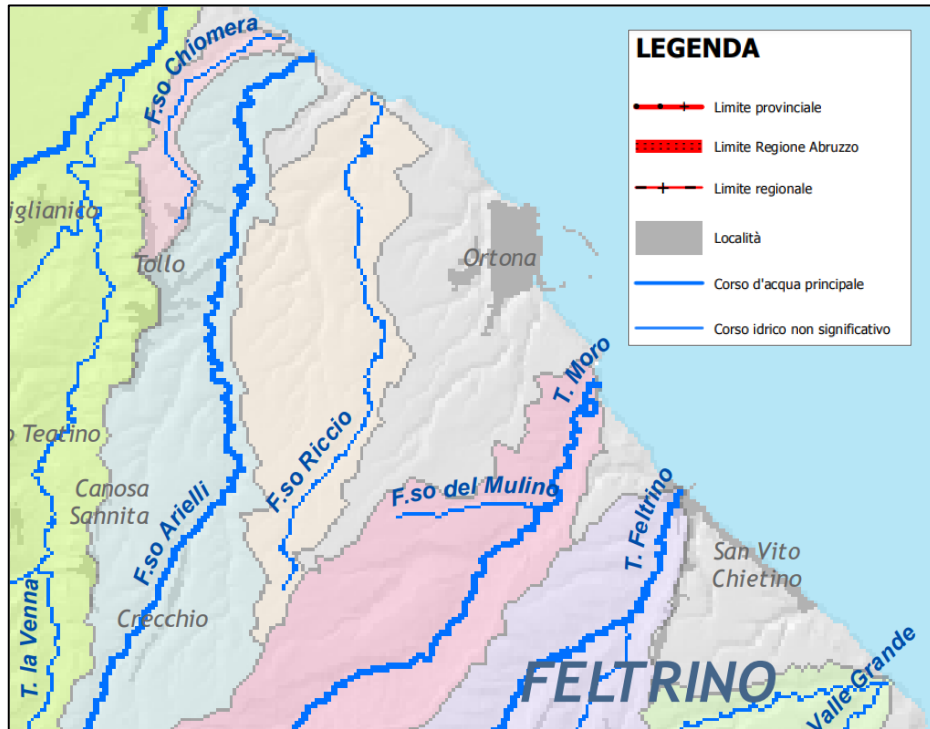 LEGENDA
Limite provinciale
Limite Regione Abruzzo
Limite regionale
Località
Corso d'acqua principale
Corso idrico non significativo
F.so Chiomera
iglianico
Tollo
Ortona
T. Moro
o Teatino
F.so Riccio
Canosa
Sannita
F.so Arielli
F.so del Mulino
T. Feltrino
San Vito
Chietino
T. la Venna
Crecchio
FELTRINO
Valle Grande